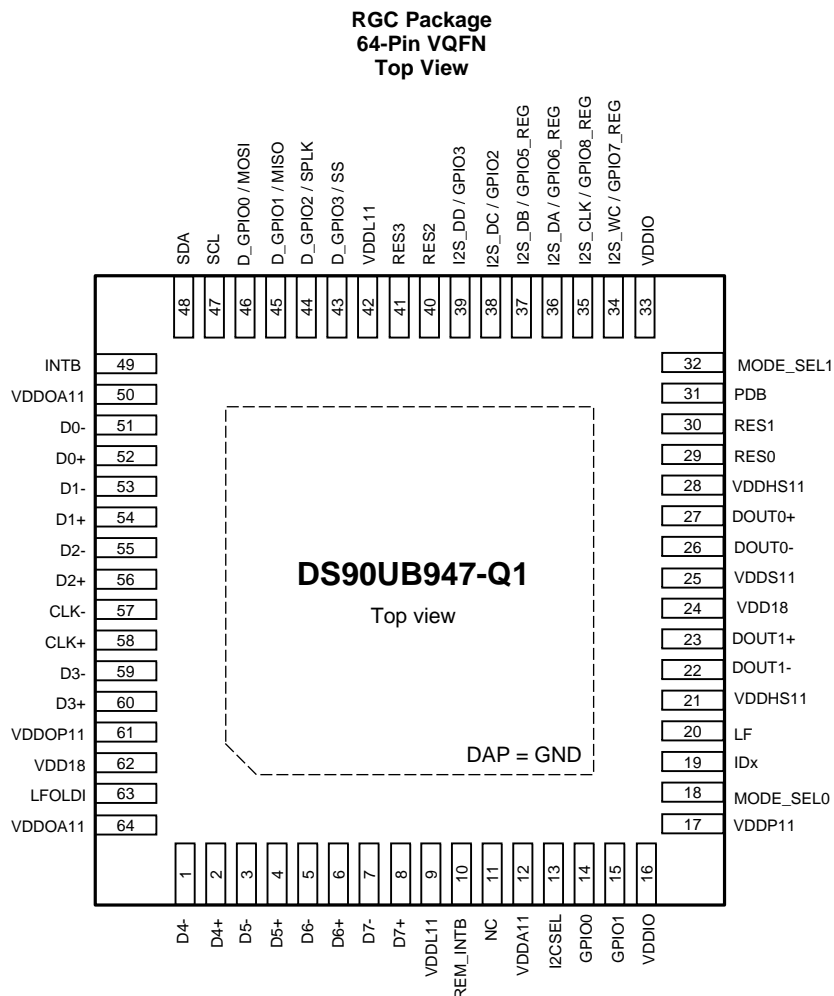 RGC Package
64-Pin VQFN
Top View
SDA
SCL
D_GPIO0 / MOSI
D_GPIO1 / MISO
D_GPIO2 / SPLK
D_GPIO3 / SS
VDDL11
RES3
RES2
I2S_DD / GPIO3
I2S_DC / GPIO2
I2S_DB / GPIO5_REG
I2S_DA / GPIO6_REG
I2S_CLK / GPIO8_REG
I2S_WC / GPIO7_REG
VDDIO
48
47
46
45
44
43
42
41
40
39
38
37
36
35
34
33
INTB 49
VDDOA11 50
D0- 51
D0+ 52
D1- 53
D1+ 54
D2- 55
D2+ 56
CLK- 57
CLK+ 58
D3- 59
D3+ 60
VDDOP11 61
VDD18 62
LFOLDI 63
VDDOA11 64
DS90UB947-Q1
Top view
DAP = GND
32 MODE_SEL1
31 PDB
30 RES1
29 RES0
28 VDDHS11
27 DOUT0+
26 DOUT0-
25 VDDS11
24 VDD18
23 DOUT1+
22 DOUT1-
21 VDDHS11
20 LF
19 IDx
18 MODE_SEL0
17 VDDP11
1
2
3
4
5
6
7
8
9
10
11
12
13
14
15
16
D4-
D4+
D5-
D5+
D6-
D6+
D7-
D7+
VDDL11
REM_INTB
NC
VDDA11
I2CSEL
GPIO0
GPIO1
VDDIO